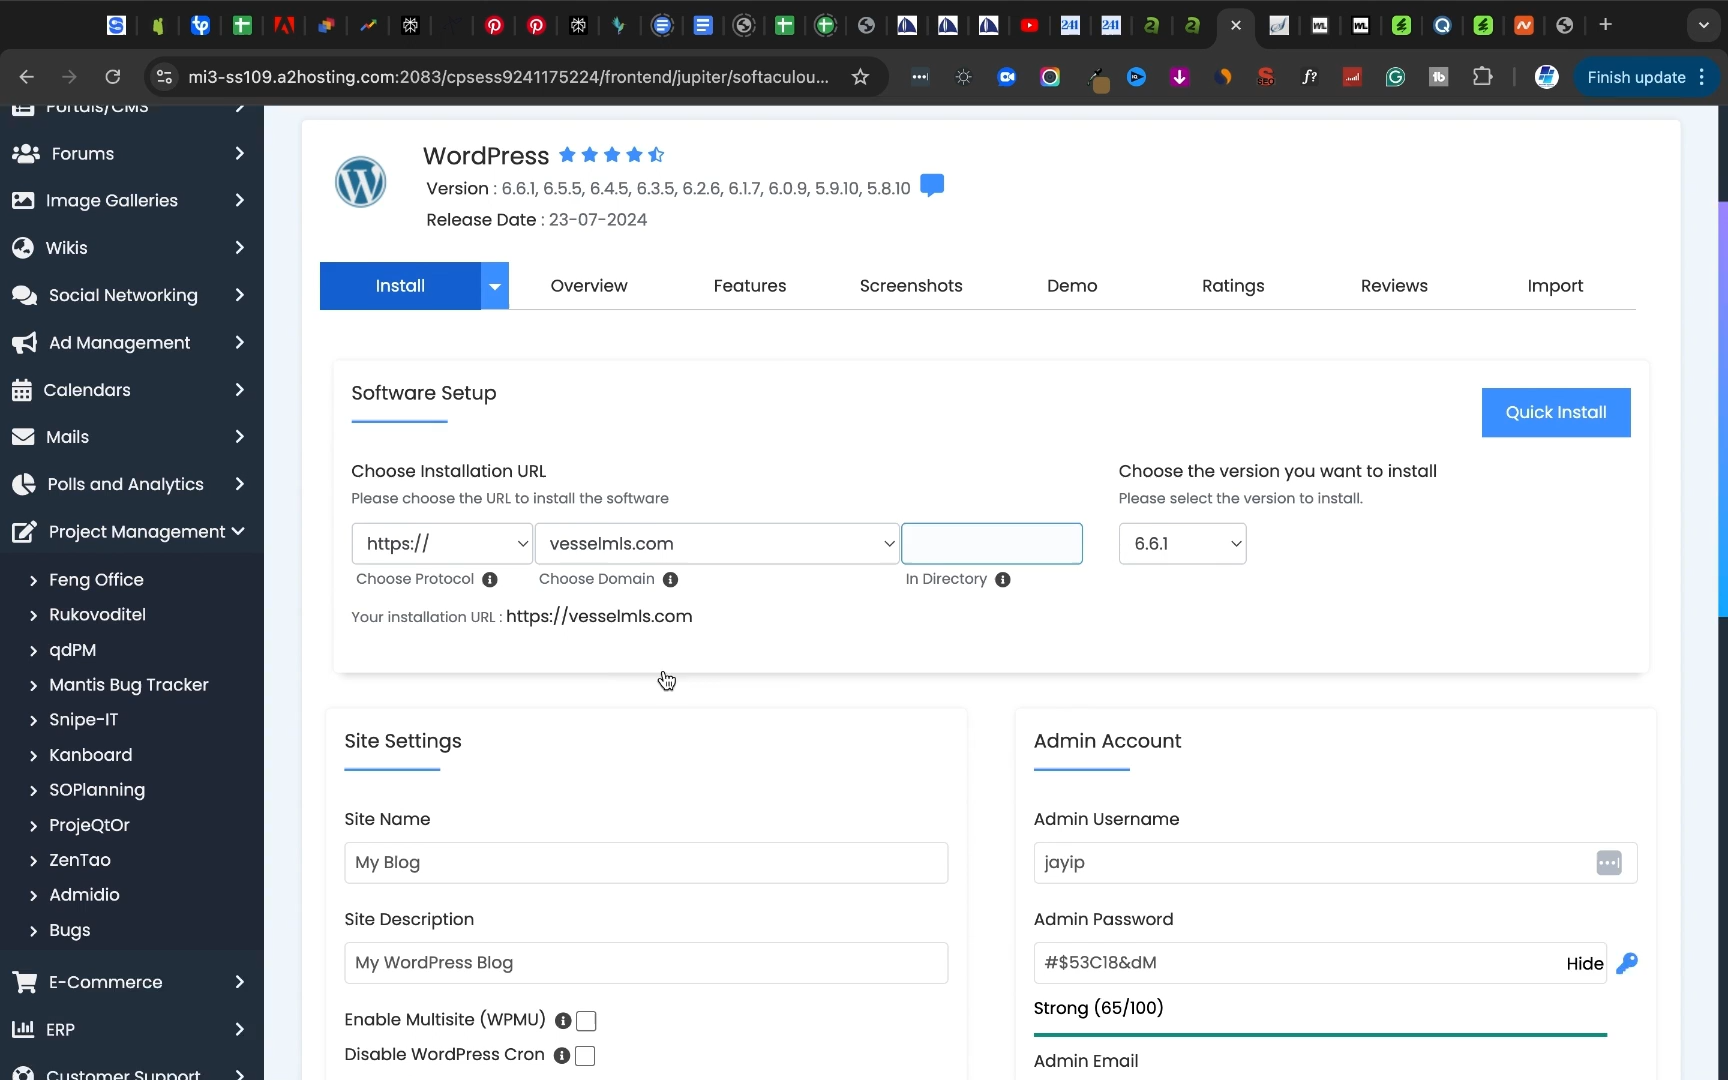 mi3-ss109.a2hosting.com:2083/cpsess9241175224/frontend/jupiter/softaculou...
Finish update
Portals/CMS
Forums
Image Galleries
Wikis
Social Networking
Ad Management
Calendars
Mails
Polls and Analytics
Project Management
Feng Office
Rukovoditel
qdPM
Mantis Bug Tracker
Snipe-IT
Kanboard
SOPlanning
ProjeQtOr
ZenTao
Admidio
Bugs
E-Commerce
ERP
Customer Support
WordPress
Version : 6.6.1, 6.5.5, 6.4.5, 6.3.5, 6.2.6, 6.1.7, 6.0.9, 5.9.10, 5.8.10
Release Date : 23-07-2024
Install
Overview
Features
Screenshots
Demo
Ratings
Reviews
Import
Software Setup
Quick Install
Choose Installation URL
Please choose the URL to install the software
https://
vesselmls.com
Choose Protocol
Choose Domain
In Directory
Your installation URL : https://vesselmls.com
Choose the version you want to install
Please select the version to install.
6.6.1
Site Settings
Site Name
My Blog
Site Description
My WordPress Blog
Enable Multisite (WPMU)
Disable WordPress Cron
Admin Account
Admin Username
jayip
Admin Password
#$53C18&dM
Hide
Strong (65/100)
Admin Email